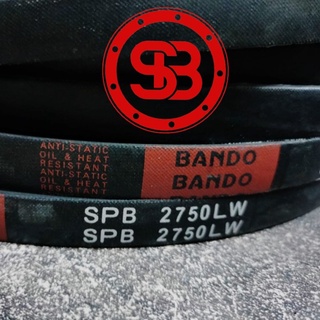 SB
ANTI-STATIC
OIL & HEAT
RESISTANT
ANTI-STATIC
OIL & HEAT
RESISTANT
BANDO
BANDO
SPB 2750LW
SPB 2750LW